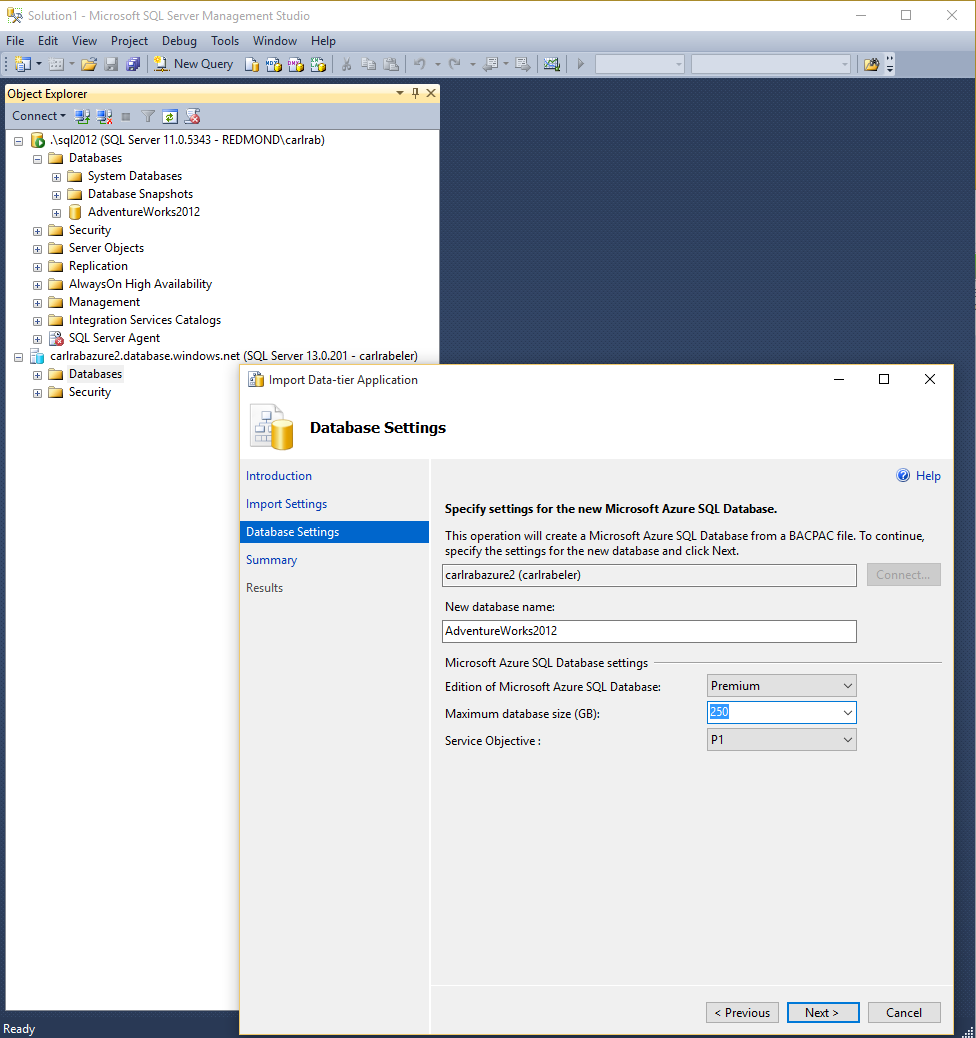 Solution1 - Microsoft SQL Server Management Studio
File Edit View Project Debug Tools Window Help
New Query
Object Explorer
Connect
.\sql2012 (SQL Server 11.0.5343 - REDMOND\carlrab)
Databases
System Databases
Database Snapshots
AdventureWorks2012
Security
Server Objects
Replication
AlwaysOn High Availability
Management
Integration Services Catalogs
SQL Server Agent
carlrabazure2.database.windows.net (SQL Server 13.0.201 - carlrabeler)
Databases
Security
Import Data-tier Application
Database Settings
Introduction
Import Settings
Database Settings
Summary
Results
Help
Specify settings for the new Microsoft Azure SQL Database.
This operation will create a Microsoft Azure SQL Database from a BACPAC file. To continue,
specify the settings for the new database and click Next.
carlrabazure2 (carlrabeler) Connect...
New database name:
AdventureWorks2012
Microsoft Azure SQL Database settings
Edition of Microsoft Azure SQL Database: Premium
Maximum database size (GB): 250
Service Objective : P1
< Previous Next > Cancel
Ready